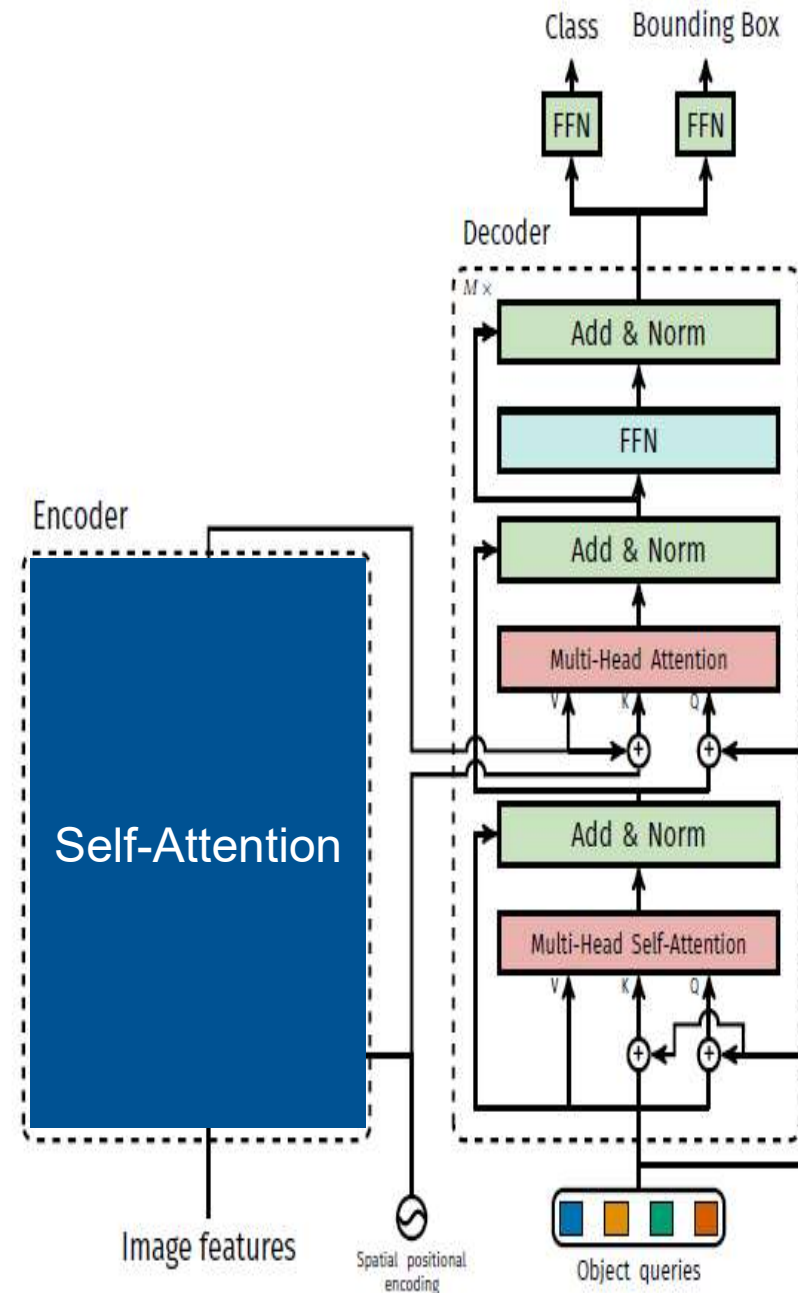 Class Bounding Box
FFN FFN
Decoder
M ×
Add & Norm
FFN
Encoder
Add & Norm
Multi-Head Attention
V K Q
+ +
Self-Attention
Add & Norm
Multi-Head Self-Attention
V K Q
+ +
Image features
Spatial positional
encoding
Object queries